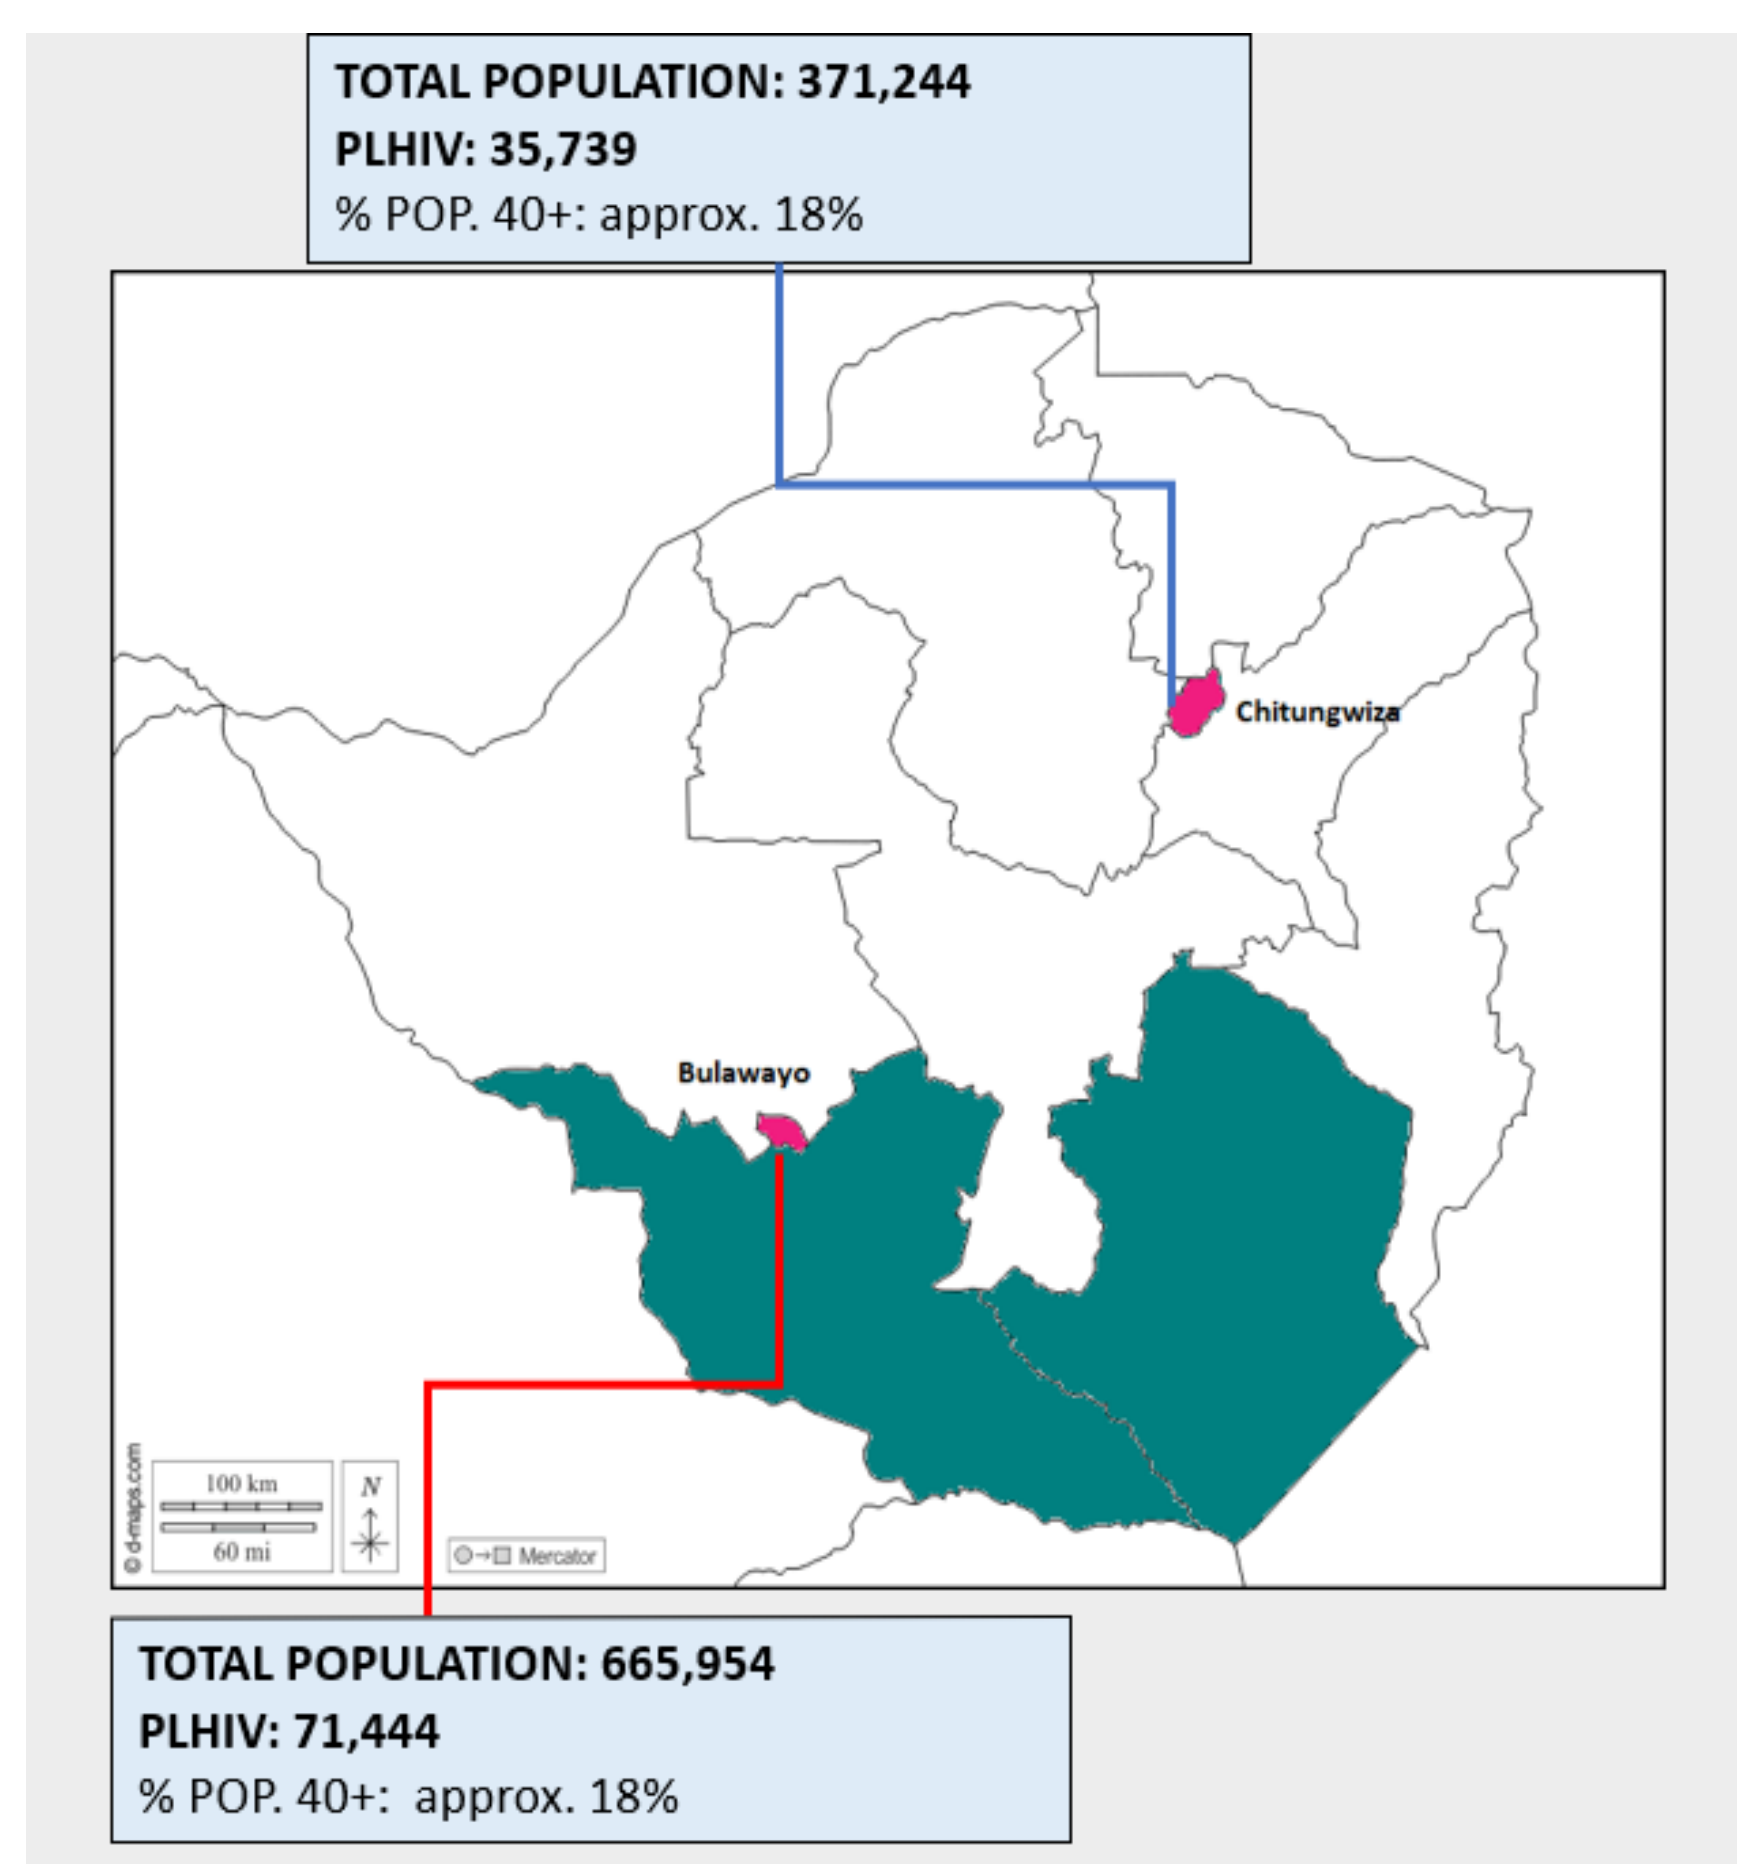 TOTAL POPULATION: 371,244
PLHIV: 35,739
% POP. 40+: approx. 18%
Chitungwiza
Bulawayo
© d-maps.com
100 km
60 mi
N
Mercator
TOTAL POPULATION: 665,954
PLHIV: 71,444
% POP. 40+: approx. 18%